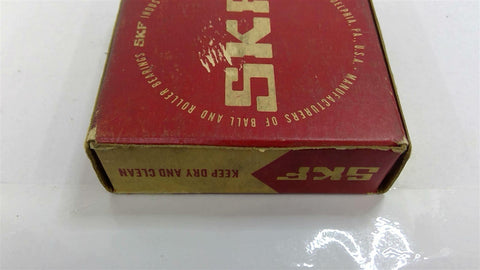 SKF
SKF INDUS
DELPHIA, PA., U.S.A. · MANUFACTURERS OF BALL AND ROLLER BEARINGS
SKF
KEEP DRY AND CLEAN